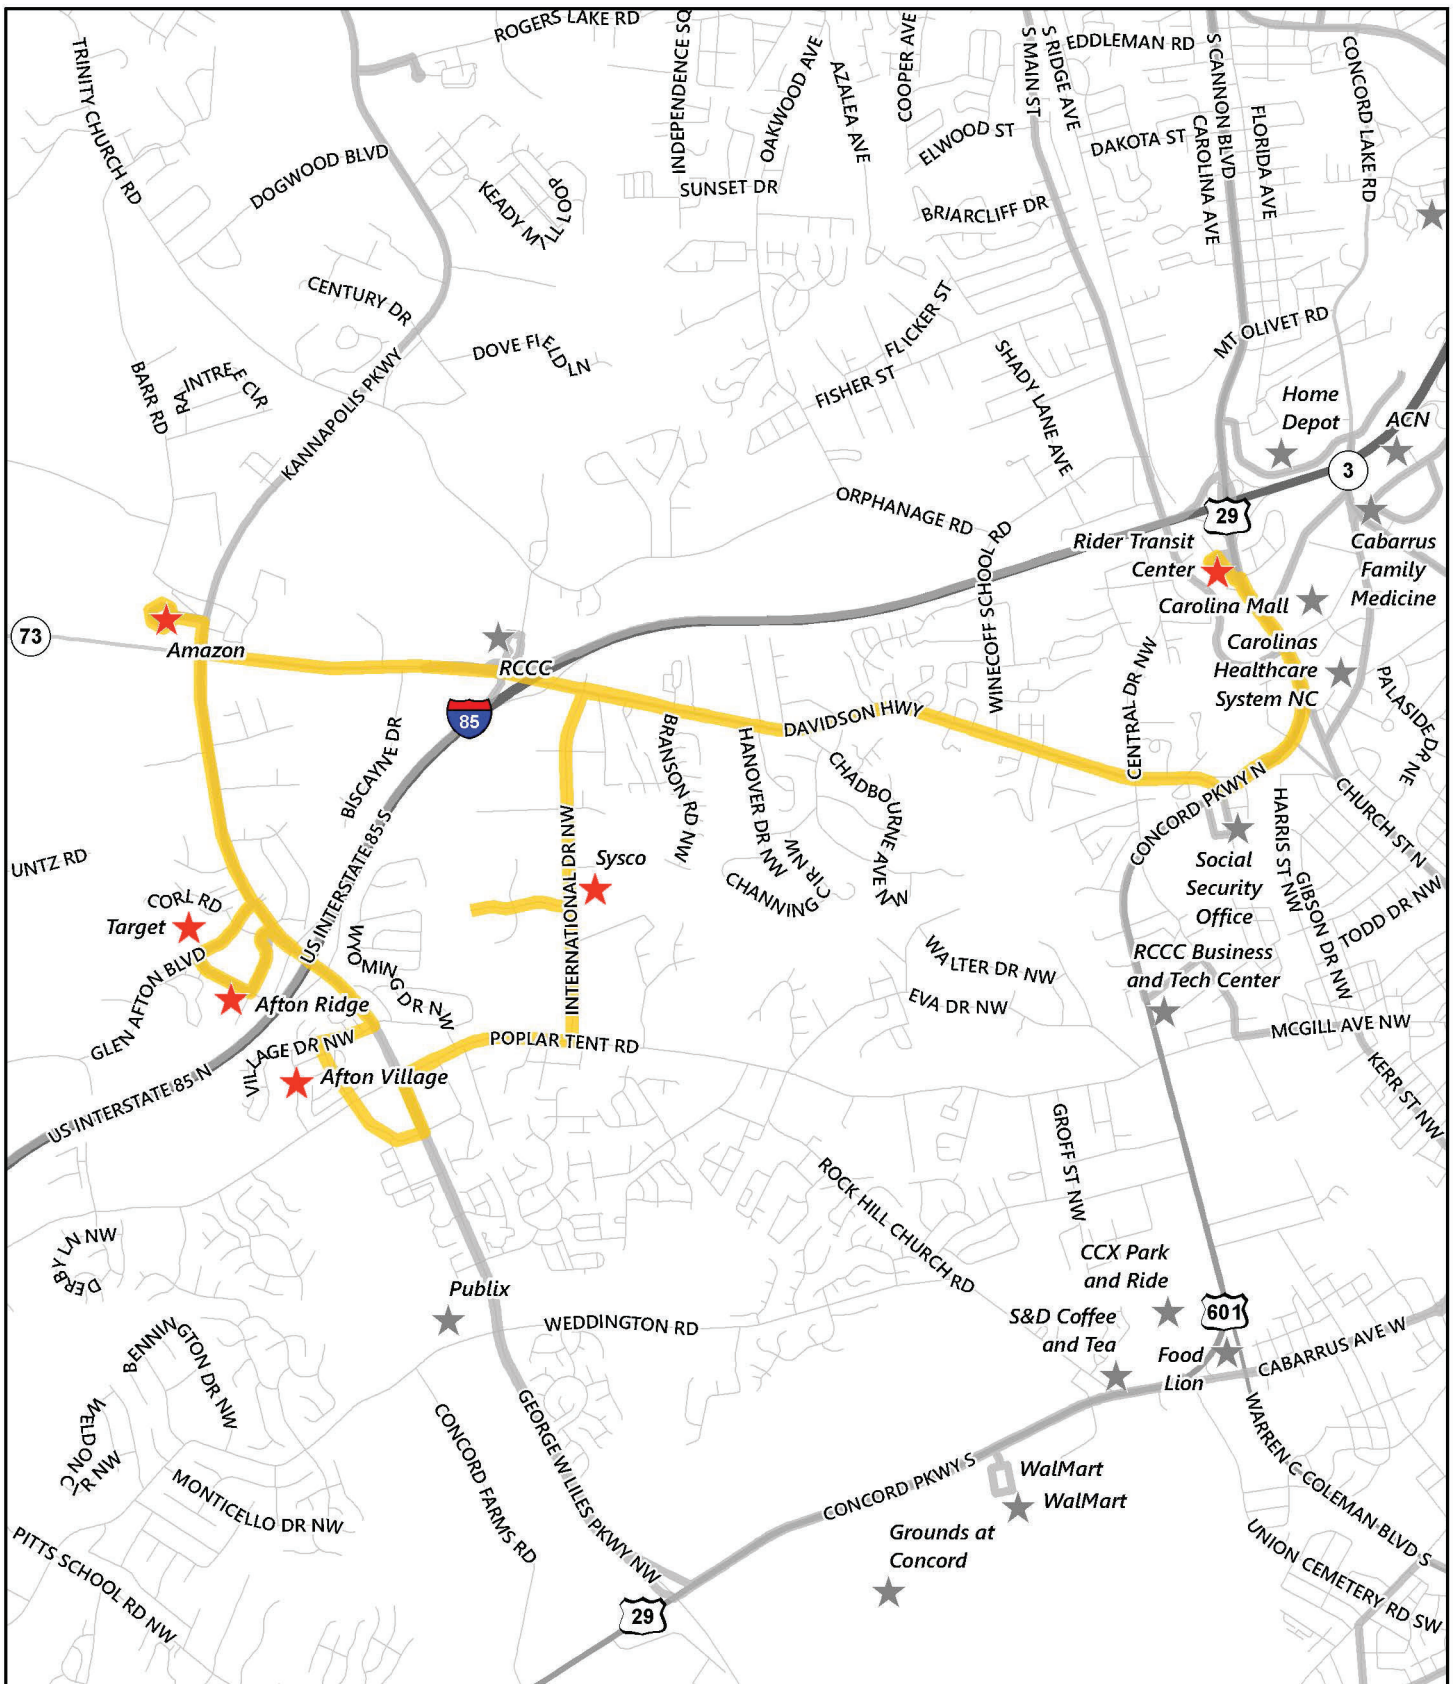 ROGERS LAKE RD
TRINITY CHURCH RD
DOGWOOD BLVD
KEADY MILL LOOP
INDEPENDENCE SQ
SUNSET DR
OAKWOOD AVE
AZALEA AVE
COOPER AVE
ELWOOD ST
BRIARCLIFF DR
S MAIN ST
S RIDGE AVE
EDDLEMAN RD
DAKOTA ST
S CANNON BLVD
CAROLINA AVE
FLORIDA AVE
CONCORD LAKE RD
CENTURY DR
DOVE FIELD LN
FLICKER ST
FISHER ST
SHADY LANE AVE
MT OLIVET RD
BARR RD
RAINTREE CIR
KANNAPOLIS PKWY
Home
Depot
ACN
3
29
ORPHANAGE RD
WINECOFF SCHOOL RD
Rider Transit
Center
Cabarrus
Family
Medicine
Carolina Mall
Carolinas
Healthcare
System NC
73
Amazon
RCCC
85
BISCAYNE DR
BRANSON RD NW
HANOVER DR NW
DAVIDSON HWY
CHADBOURNE AVE NW
CHANNING CIR NW
CENTRAL DR NW
CONCORD PKWY N
PALASIDE DR NE
CHURCH ST N
HARRIS ST NW
GIBSON DR NW
TODD DR NW
Social
Security
Office
UNTZ RD
CORL RD
Target
GLEN AFTON BLVD
Afton Ridge
US INTERSTATE 85 S
WYOMING DR NW
Sysco
INTERNATIONAL DR NW
WALTER DR NW
EVA DR NW
RCCC Business
and Tech Center
MCGILL AVE NW
KERR ST NW
VILLAGE DR NW
POPLAR TENT RD
Afton Village
US INTERSTATE 85 N
GROFF ST NW
ROCK HILL CHURCH RD
DERBY LN NW
Publix
WEDDINGTON RD
CCX Park
and Ride
S&D Coffee
and Tea
601
Food
Lion
CABARRUS AVE W
BENNINGTON DR NW
WELDON CIR NW
MONTICELLO DR NW
PITTS SCHOOL RD NW
CONCORD FARMS RD
GEORGE W LILES PKWY NW
CONCORD PKWY S
WalMart
WalMart
WARREN C COLEMAN BLVD S
UNION CEMETERY RD SW
Grounds at
Concord
29